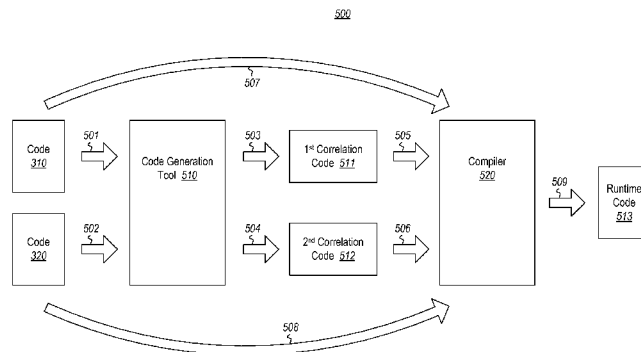 500
507
Code
310
501
Code Generation
Tool 510
503
1st Correlation
Code 511
505
Compiler
520
509
Runtime
Code
513
Code
320
502
504
2nd Correlation
Code 512
506
508